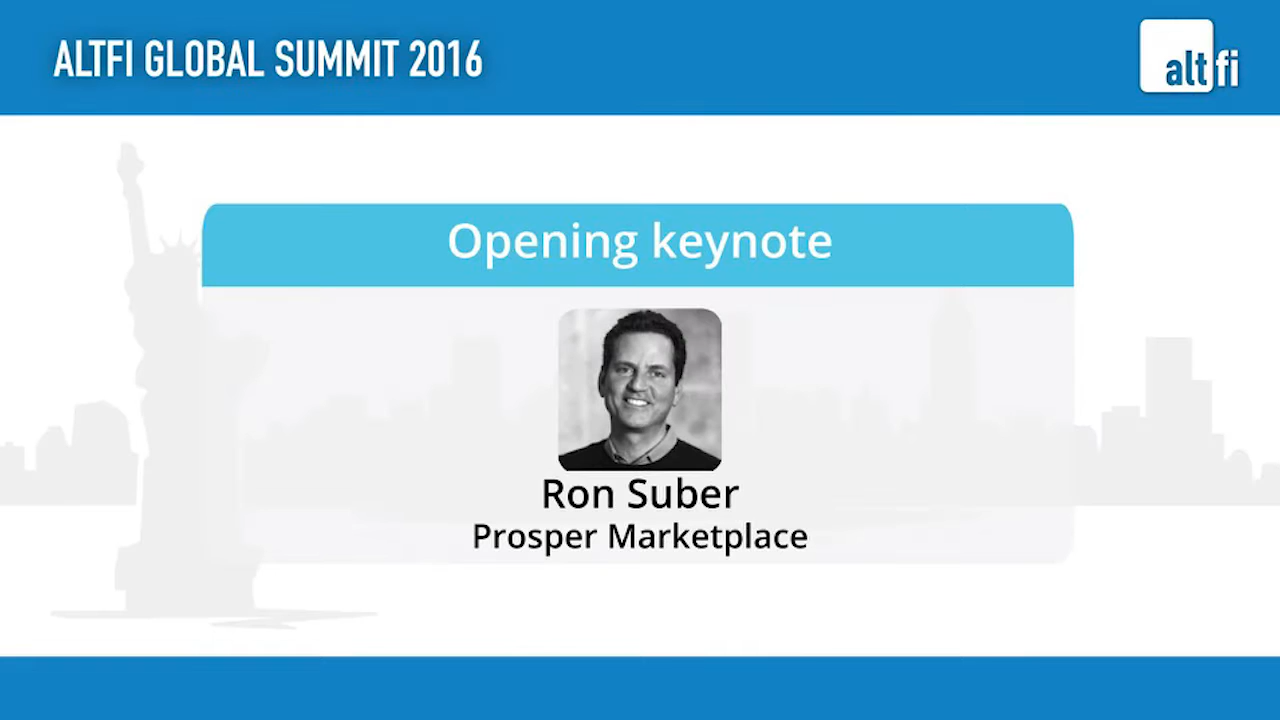 ALTFI GLOBAL SUMMIT 2016
altfi
Opening keynote
Ron Suber
Prosper Marketplace